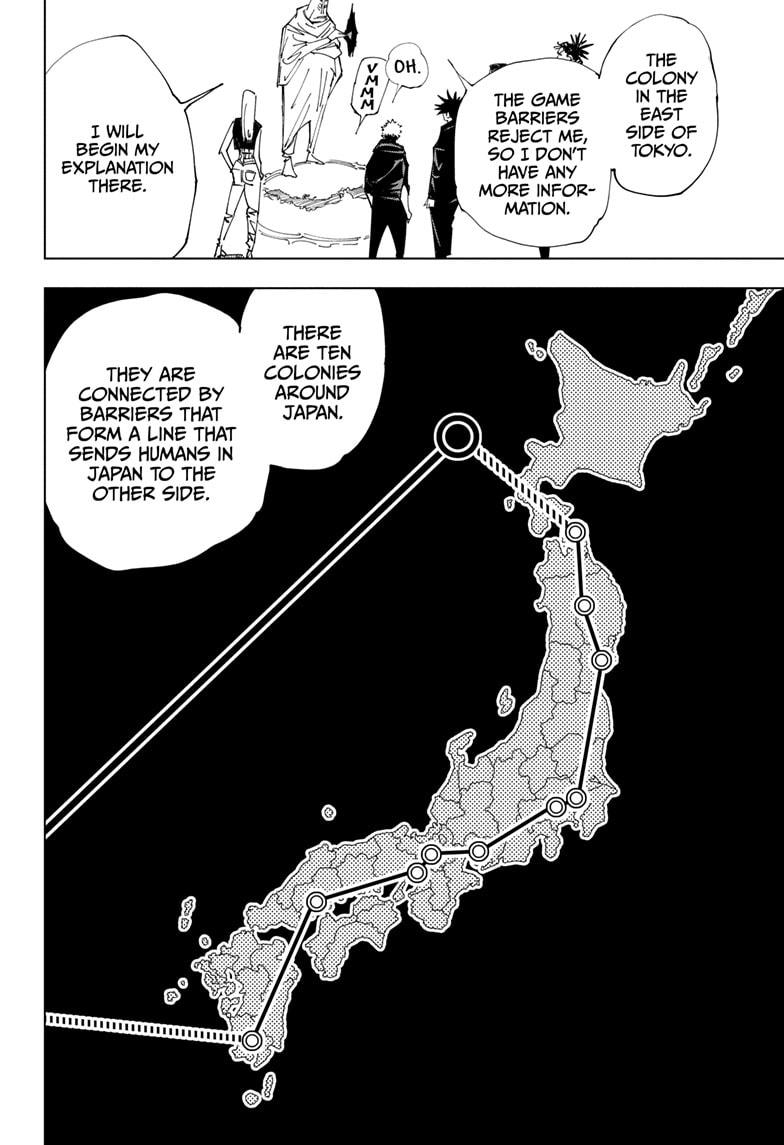 THE
COLONY
IN THE
EAST
SIDE OF
TOKYO.
THE GAME
BARRIERS
REJECT ME,
SO I DON'T
HAVE ANY
MORE INFOR-
MATION.
OH.
VMMM
I WILL
BEGIN MY
EXPLANATION
THERE.
THERE
ARE TEN
COLONIES
AROUND
JAPAN.
THEY ARE
CONNECTED BY
BARRIERS THAT
FORM A LINE THAT
SENDS HUMANS IN
JAPAN TO THE
OTHER SIDE.